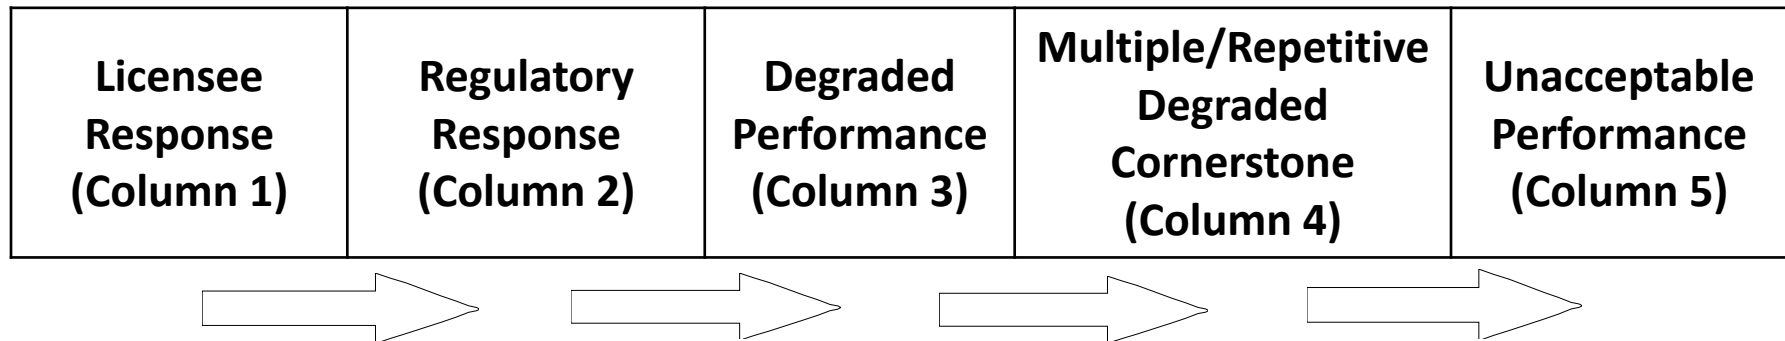 Licensee
Response
(Column 1)
Regulatory
Response
(Column 2)
Degraded
Performance
(Column 3)
Multiple/Repetitive
Degraded
Cornerstone
(Column 4)
Unacceptable
Performance
(Column 5)